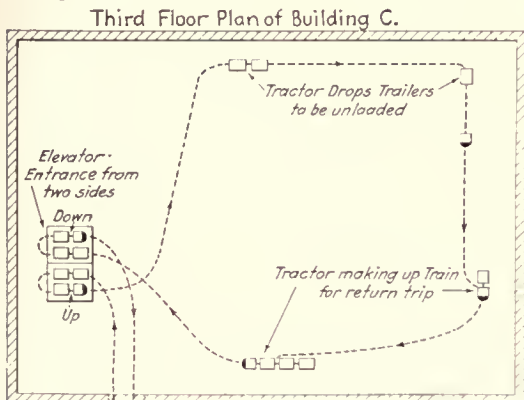 Third Floor Plan of Building C.
Tractor Drops Trailers
to be unloaded
Elevator-
Entrance from
two sides
Down
Up
Tractor making up Train
for return trip